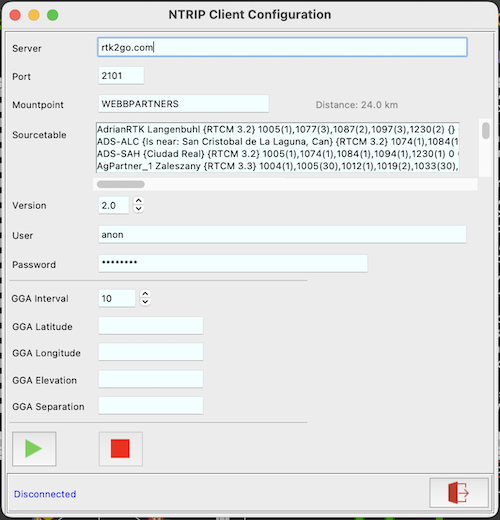 NTRIP Client Configuration
Server rtk2go.com
Port 2101
Mountpoint WEBBPARTNERS Distance: 24.0 km
Sourcetable AdrianRTK Langenbuhl {RTCM 3.2} 1005(1),1077(3),1087(2),1097(3),1230(2) {}
ADS-ALC {Is near: San Cristobal de La Laguna, Can} {RTCM 3.2} 1074(1),1084(1
ADS-SAH {Ciudad Real} {RTCM 3.2} 1005(1),1074(1),1084(1),1094(1),1230(1) 0
AgPartner_1 Zaleszany {RTCM 3.3} 1004(1),1005(30),1012(1),1019(2),1033(30),
Version 2.0
User anon
Password ••••••••
GGA Interval 10
GGA Latitude
GGA Longitude
GGA Elevation
GGA Separation
Disconnected